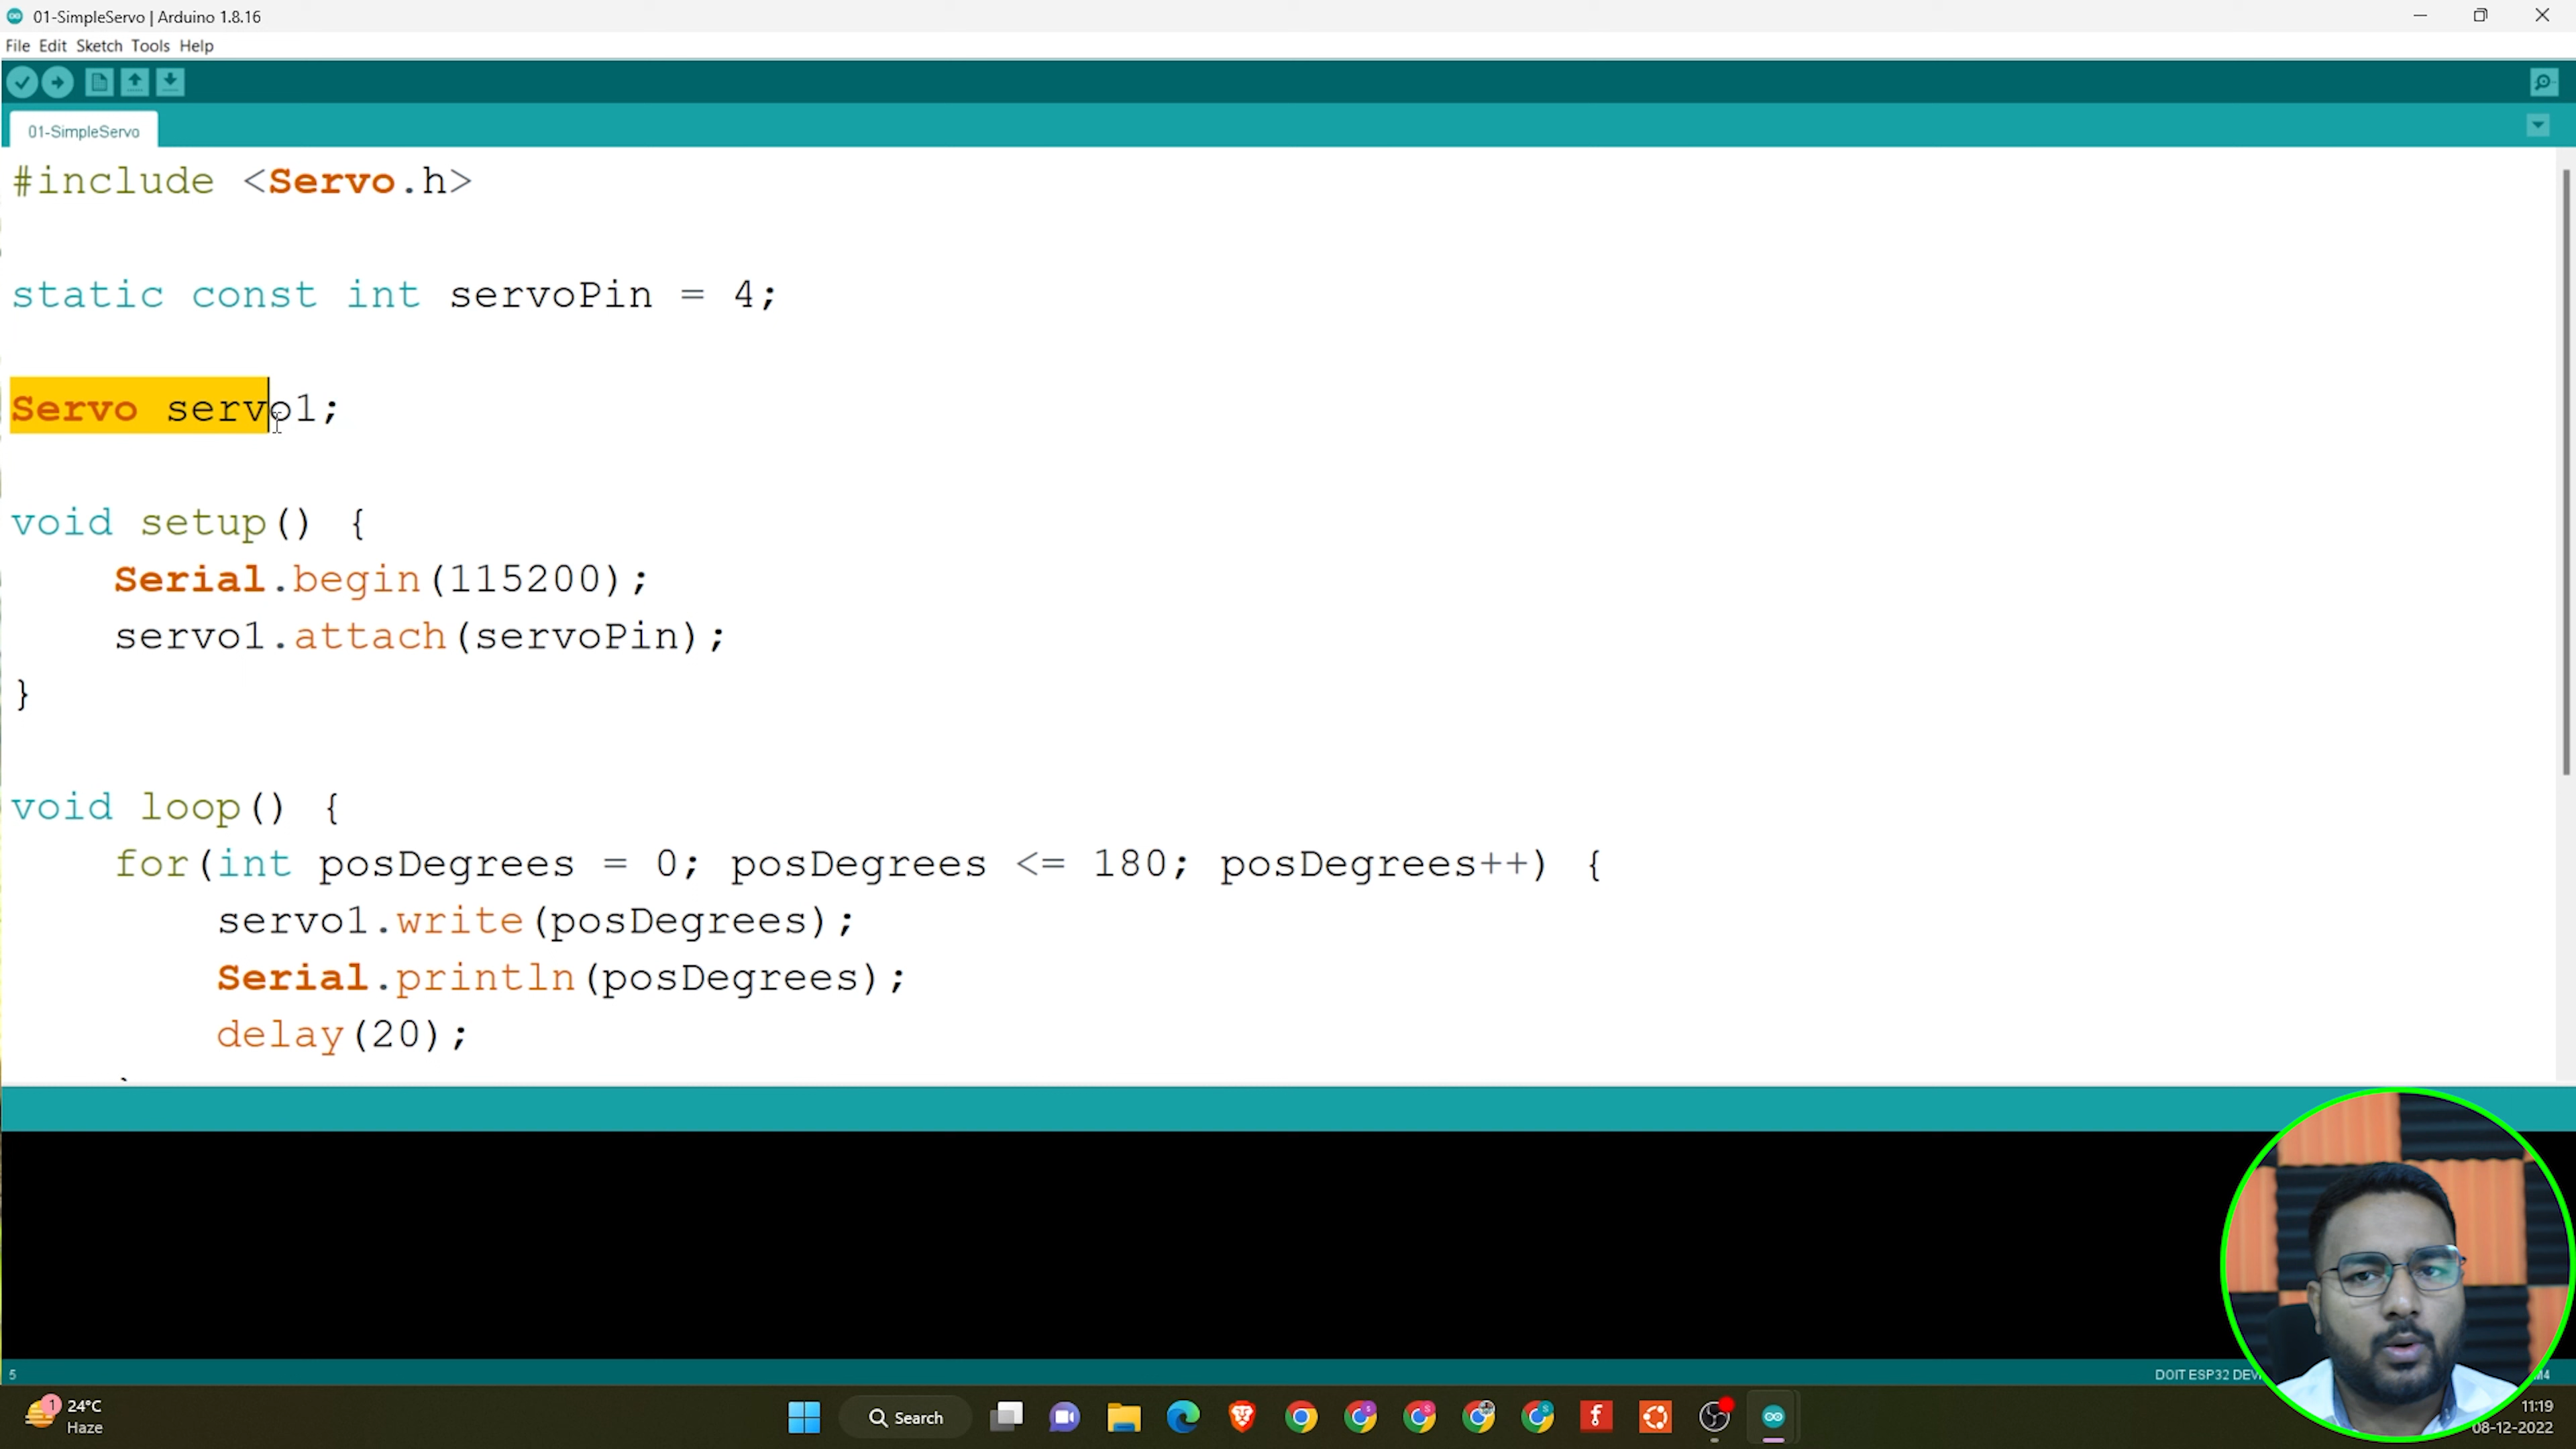 01-SimpleServo | Arduino 1.8.16
File Edit Sketch Tools Help
01-SimpleServo
#include <Servo.h>
static const int servoPin = 4;
Servo servo1;
void setup() {
Serial.begin(115200);
servo1.attach(servoPin);
}
void loop() {
for(int posDegrees = 0; posDegrees <= 180; posDegrees++) {
servo1.write(posDegrees);
Serial.println(posDegrees);
delay(20);
5
DOIT ESP32 DEV
M4
1
24°C
Haze
Search
11:19
08-12-2022